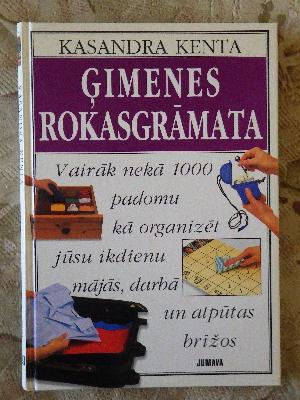 KASANDRA KENTA
ĢIMENES
ROKASGRĀMATA
Vairāk nekā 1000
padomu
kā organizēt
jūsu ikdienu
mājās, darbā
un atpūtas
brīžos
JUMAVA